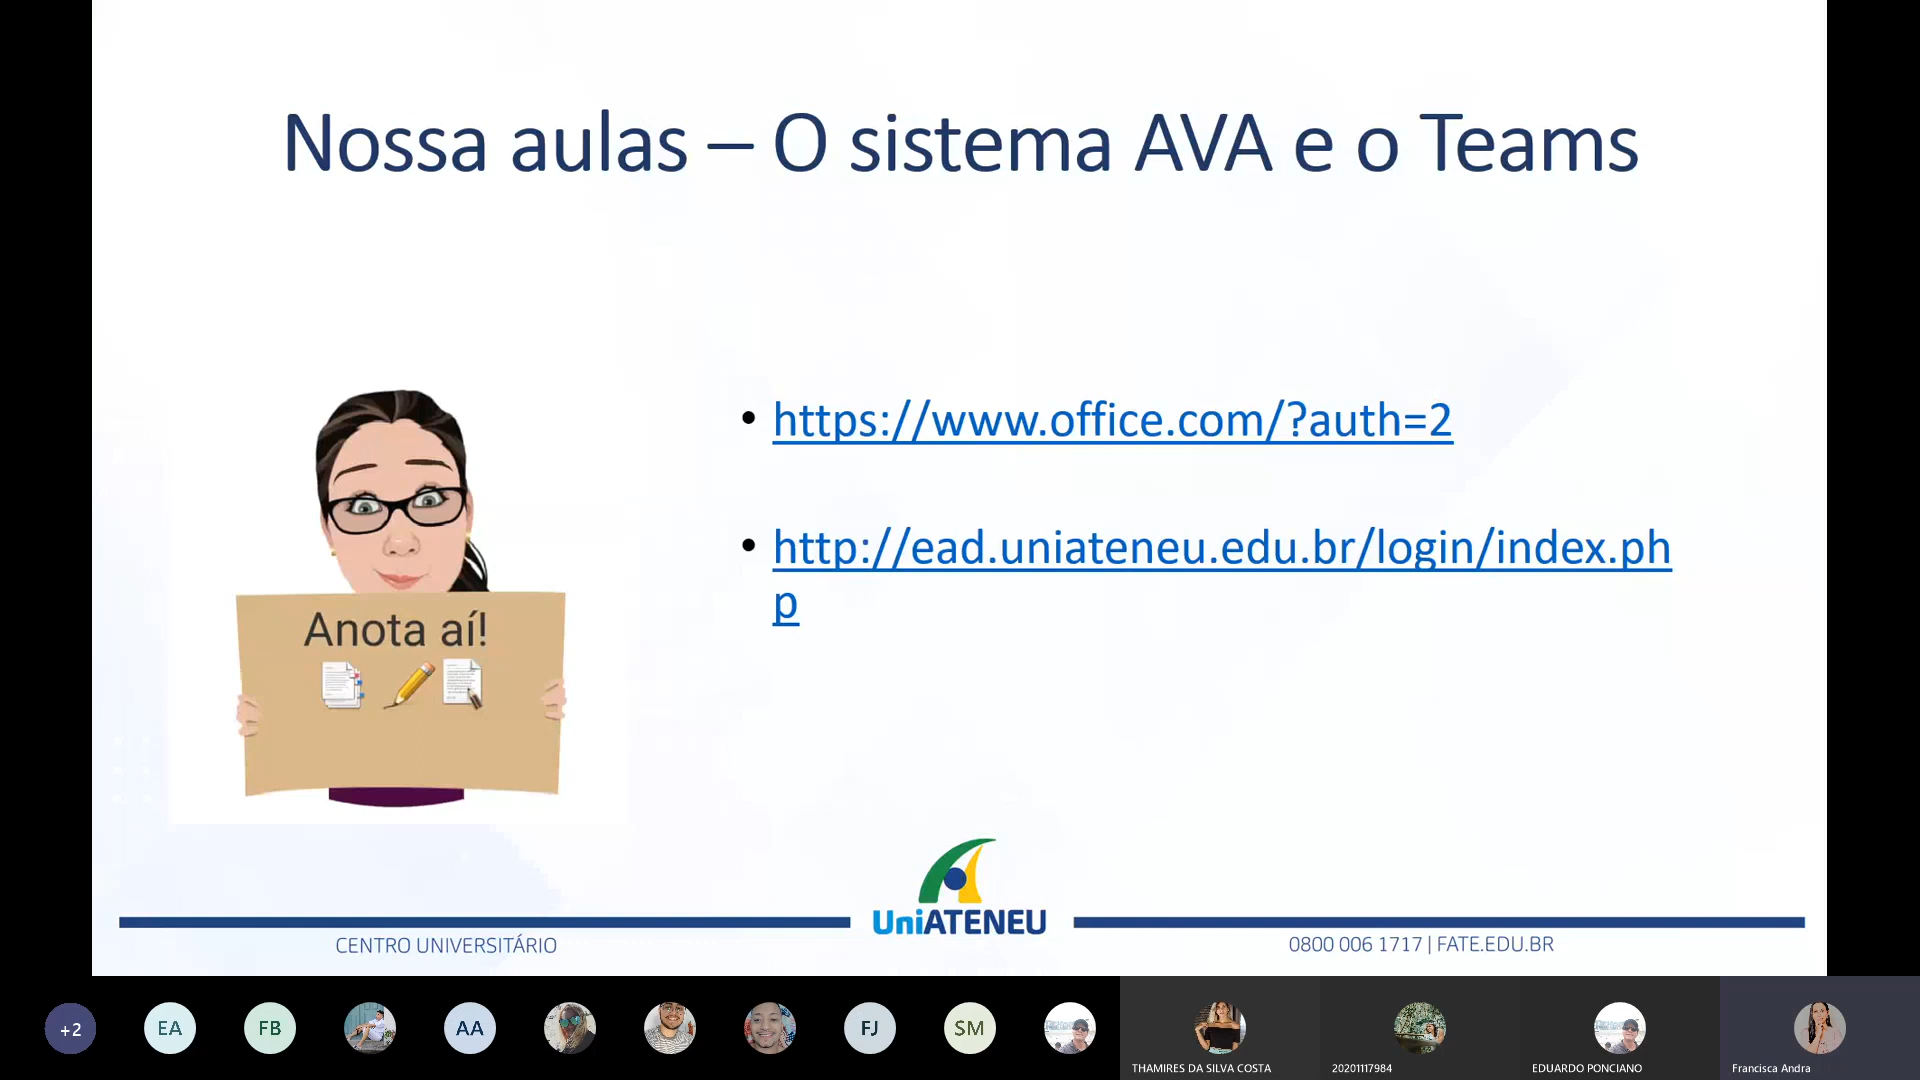 Nossa aulas – O sistema AVA e o Teams
• https://www.office.com/?auth=2
• http://ead.uniateneu.edu.br/login/index.ph
p
Anota aí!
UniATENEU
CENTRO UNIVERSITÁRIO
0800 006 1717 | FATE.EDU.BR
+2
EA
FB
AA
FJ
SM
THAMIRES DA SILVA COSTA
20201117984
EDUARDO PONCIANO
Francisca Andra